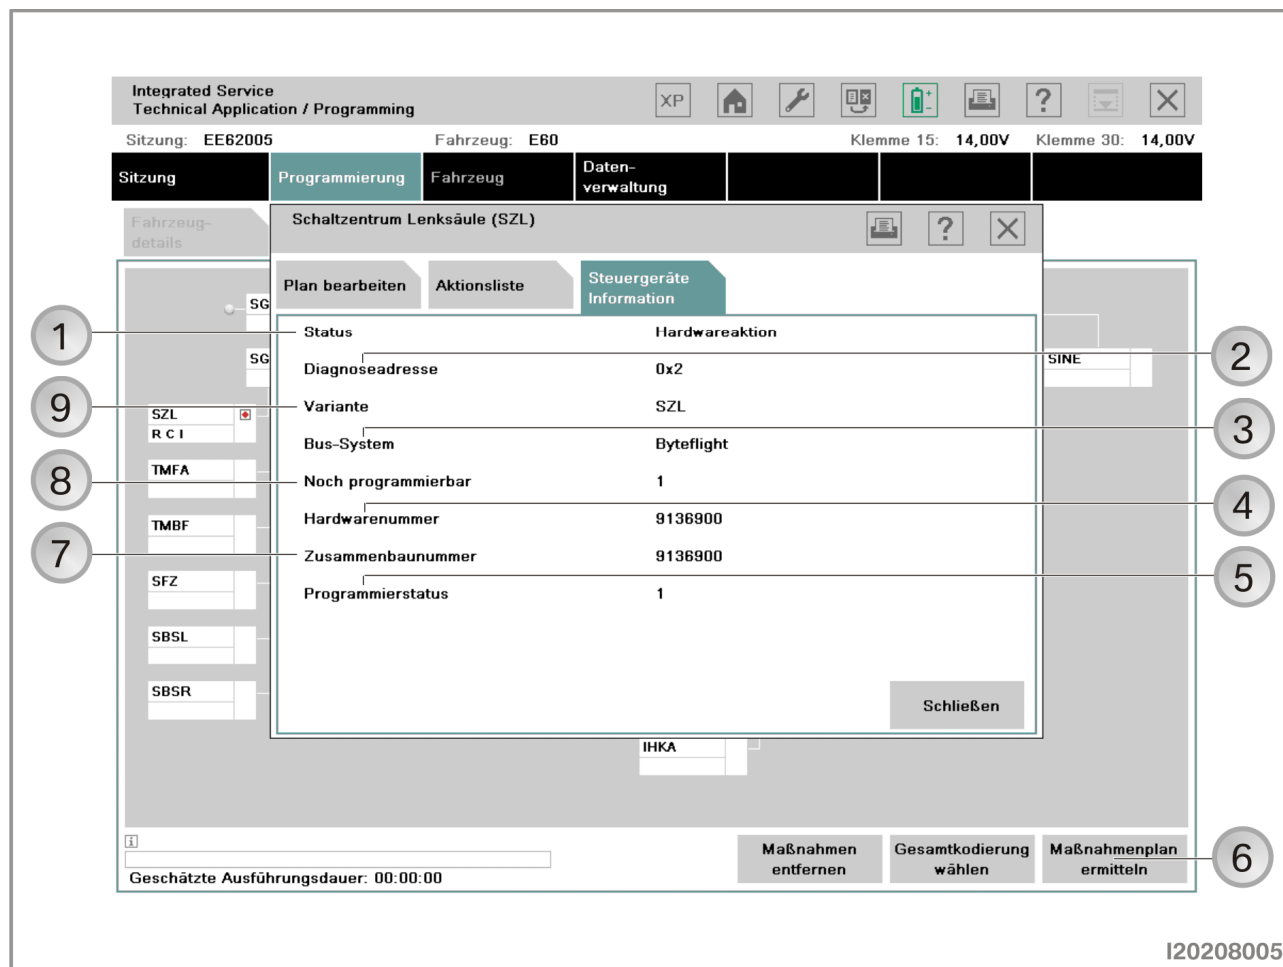 Integrated Service
Technical Application / Programming
XP
?
Sitzung: EE62005 Fahrzeug: E60 Klemme 15: 14,00V Klemme 30: 14,00V
Sitzung Programmierung Fahrzeug Daten-
verwaltung
Fahrzeug-
details
Schaltzentrum Lenksäule (SZL)
?
Plan bearbeiten Aktionsliste Steuergeräte
Information
SG
SG
SINE
SZL
RCI
TMFA
TMBF
SFZ
SBSL
SBSR
Status Hardwareaktion
Diagnoseadresse 0x2
Variante SZL
Bus-System Byteflight
Noch programmierbar 1
Hardwarenummer 9136900
Zusammenbaunummer 9136900
Programmierstatus 1
Schließen
IHKA
i
Geschätzte Ausführungsdauer: 00:00:00
Maßnahmen
entfernen
Gesamtkodierung
wählen
Maßnahmenplan
ermitteln
1
9
8
7
2
3
4
5
6
I20208005